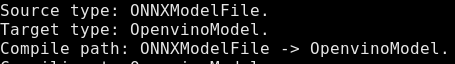 Source type: ONNXModelFile.
Target type: OpenvinoModel.
Compile path: ONNXModelFile -> OpenvinoModel.